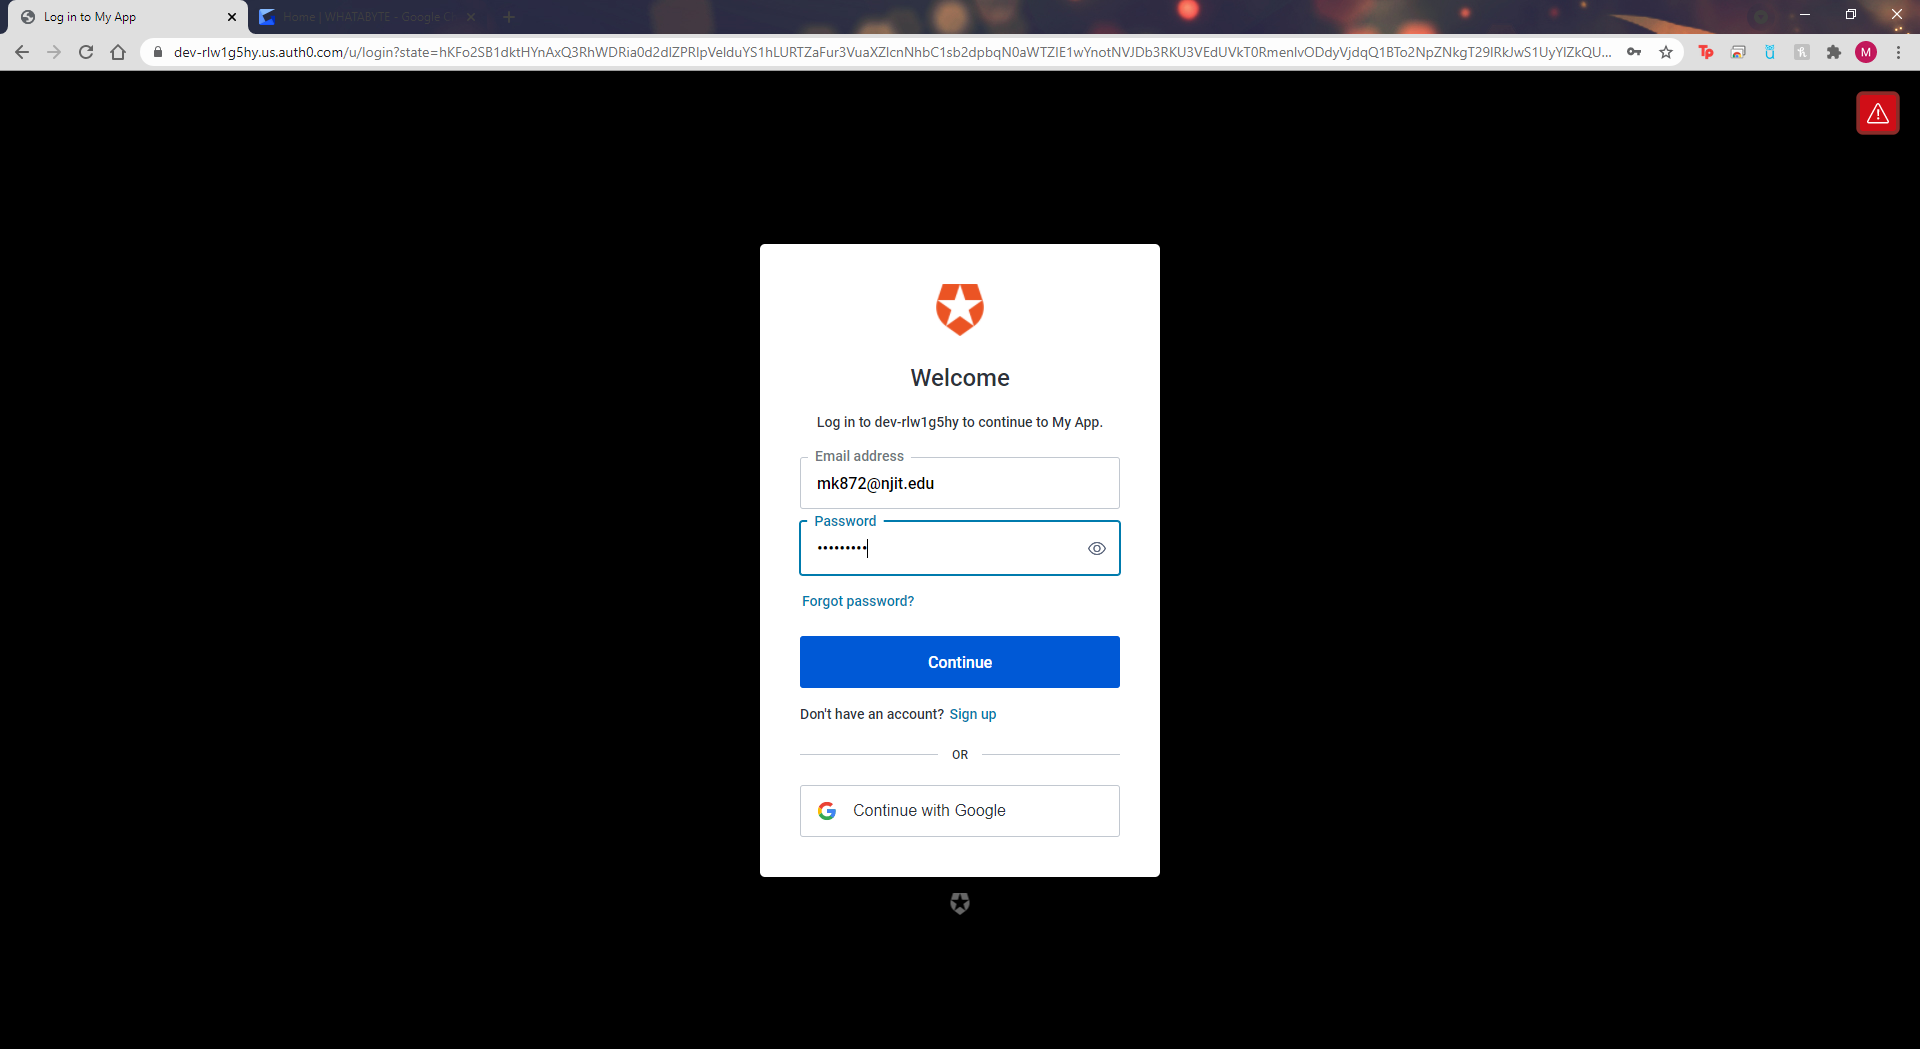 Log in to My App
Home | WHATABYTE - Google C
dev-rlw1g5hy.us.auth0.com/u/login?state=
M
Welcome
Log in to dev-rlw1g5hy to continue to My App.
Email address
mk872@njit.edu
Password
•••••••••
Forgot password?
Continue
Don't have an account? Sign up
OR
Continue with Google